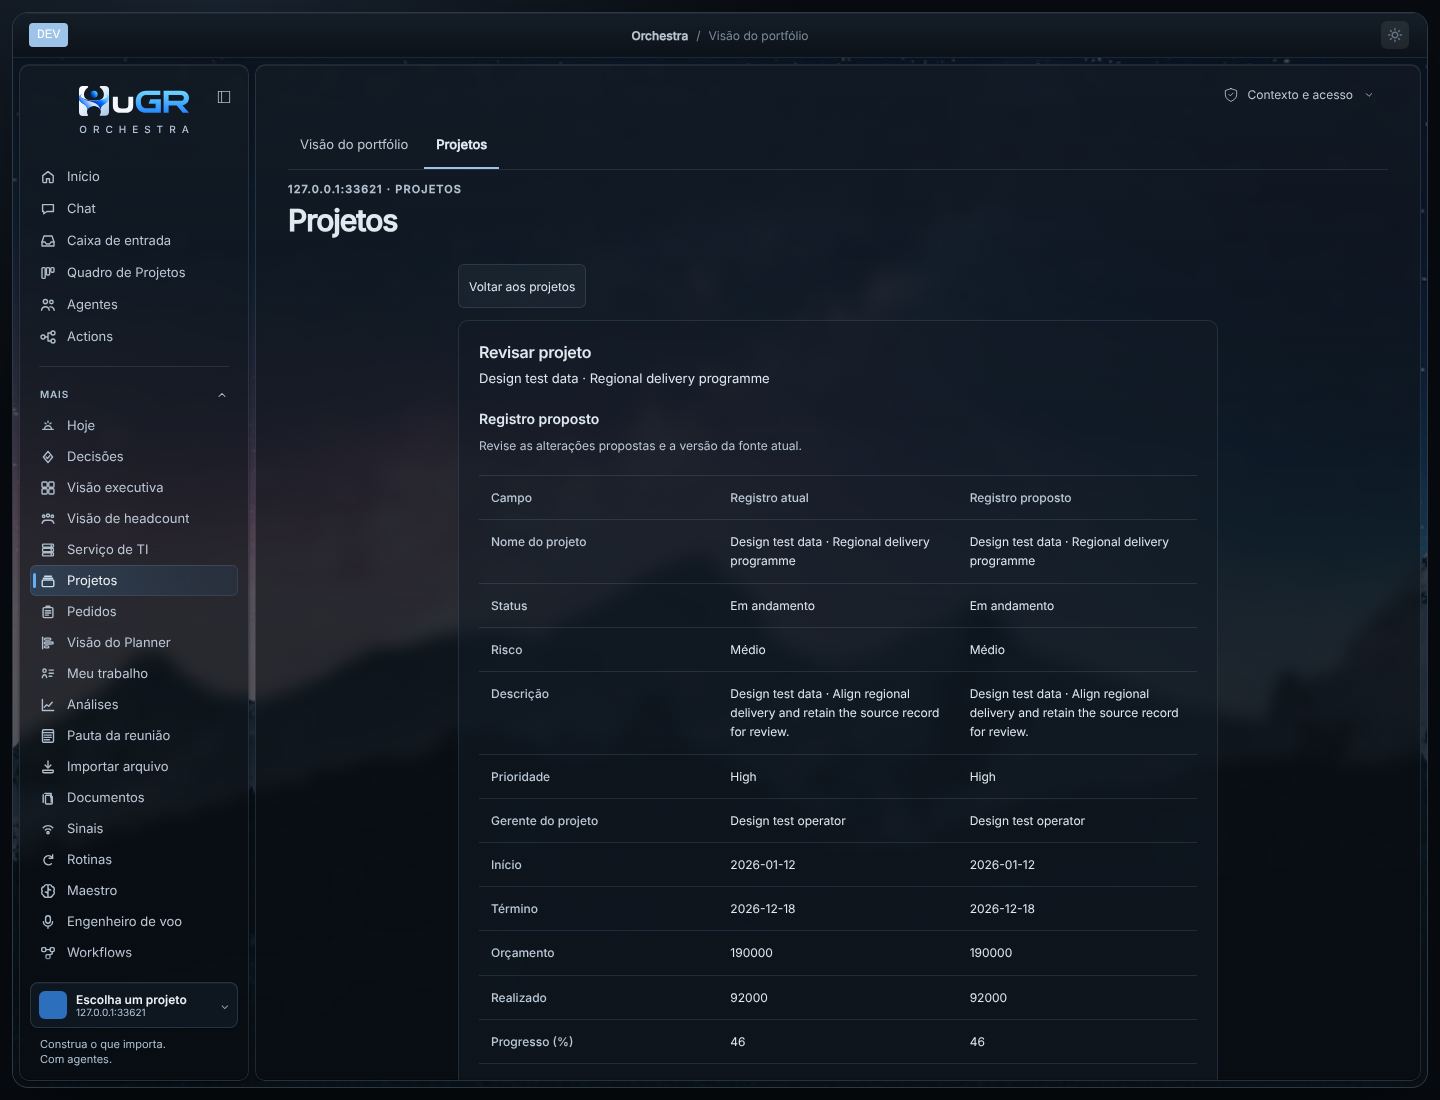 DEV
Orchestra / Visão do portfólio
HuGR
ORCHESTRA
Contexto e acesso
Início
Chat
Caixa de entrada
Quadro de Projetos
Agentes
Actions
MAIS
Hoje
Decisões
Visão executiva
Visão de headcount
Serviço de TI
Projetos
Pedidos
Visão do Planner
Meu trabalho
Análises
Pauta da reunião
Importar arquivo
Documentos
Sinais
Rotinas
Maestro
Engenheiro de voo
Workflows
Escolha um projeto
127.0.0.1:33621
Construa o que importa.
Com agentes.
Visão do portfólio Projetos
127.0.0.1:33621 · PROJETOS
Projetos
Voltar aos projetos
Revisar projeto
Design test data · Regional delivery programme
Registro proposto
Revise as alterações propostas e a versão da fonte atual.
Campo Registro atual Registro proposto
Nome do projeto Design test data · Regional delivery Design test data · Regional delivery
programme programme
Status Em andamento Em andamento
Risco Médio Médio
Descrição Design test data · Align regional Design test data · Align regional
delivery and retain the source record delivery and retain the source record
for review. for review.
Prioridade High High
Gerente do projeto Design test operator Design test operator
Início 2026-01-12 2026-01-12
Término 2026-12-18 2026-12-18
Orçamento 190000 190000
Realizado 92000 92000
Progresso (%) 46 46